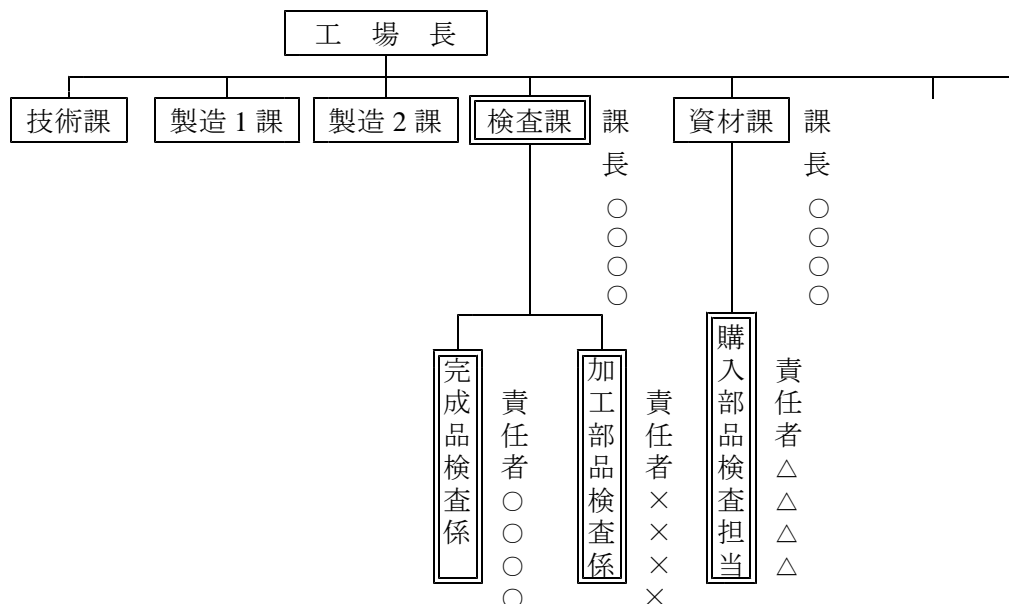 工 場 長
技術課
製造1課
製造2課
検査課
課長○○○○
資材課
課長○○○○
完成品検査係
責任者○○○○
加工部品検査係
責任者××××
購入部品検査担当
責任者△△△△